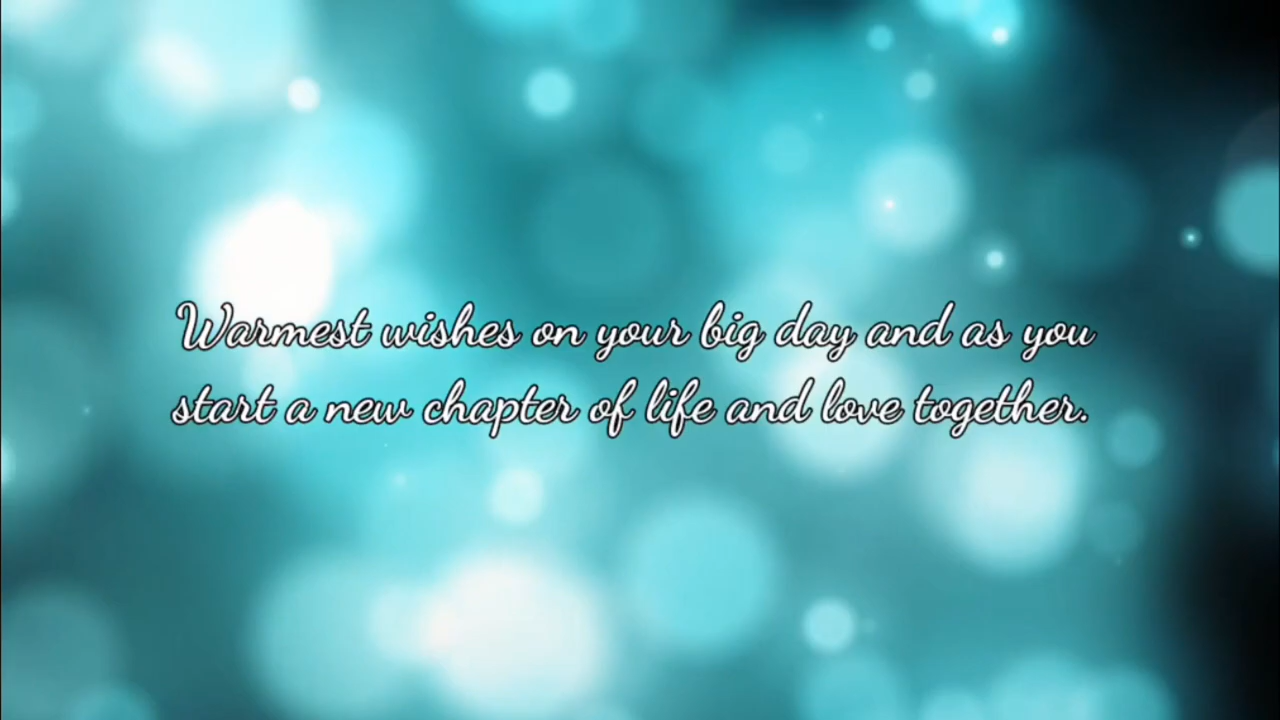 Warmest wishes on your big day and as you
start a new chapter of life and love together.